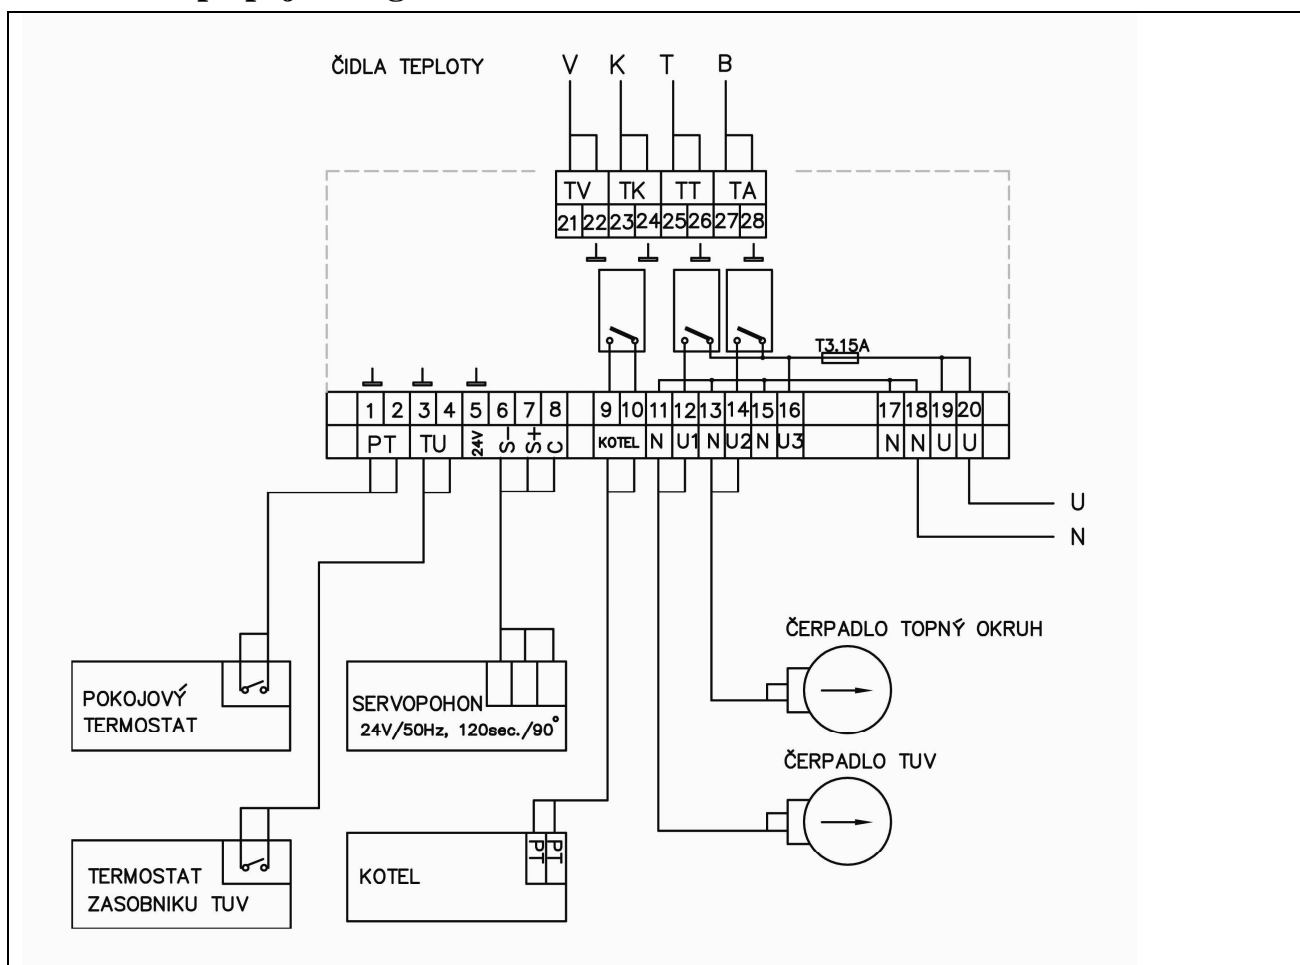 ČIDLA TEPLOTY V K T B
TV TK TT TA
21 22 23 24 25 26 27 28
T3.15A
1 2 3 4 5 6 7 8 9 10 11 12 13 14 15 16 17 18 19 20
PT TU 24V S- S+ C KOTEL N U1 N U2 N U3 N N U U
U
N
ČERPADLO TOPNÝ OKRUH
POKOJOVÝ
TERMOSTAT
SERVOPOHON
24V/50Hz, 120sec./90°
ČERPADLO TUV
PT PT
KOTEL
TERMOSTAT
ZASOBNIKU TUV